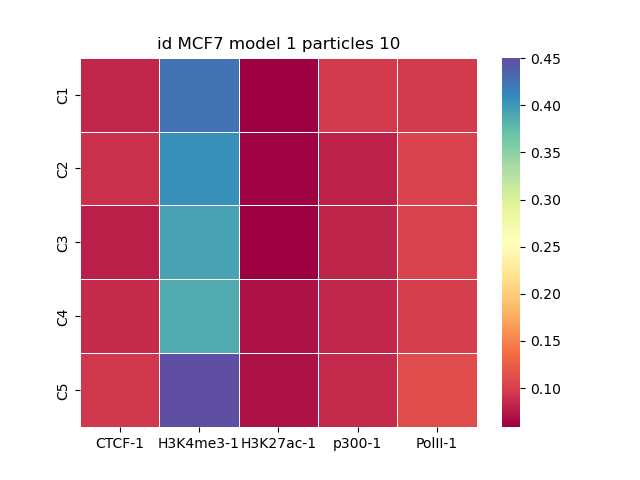 id MCF7 model 1 particles 10
C1
C2
C3
C4
C5
CTCF-1 H3K4me3-1 H3K27ac-1 p300-1 PolII-1
0.45
0.40
0.35
0.30
0.25
0.20
0.15
0.10